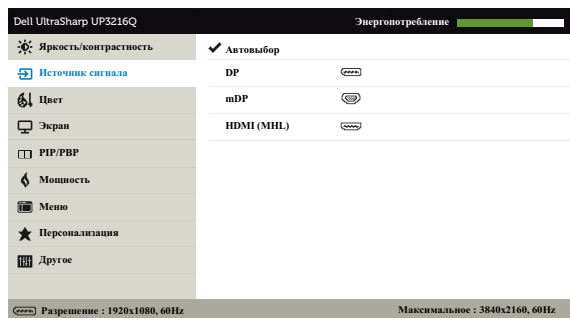 Dell UltraSharp UP3216Q Энергопотребление
Яркость/контрастность
Автовыбор
Источник сигнала
DP
Цвет
mDP
Экран
HDMI (MHL)
PIP/PBP
Мощность
Меню
Персонализация
Другое
Разрешение : 1920x1080, 60Hz Максимальное : 3840x2160, 60Hz